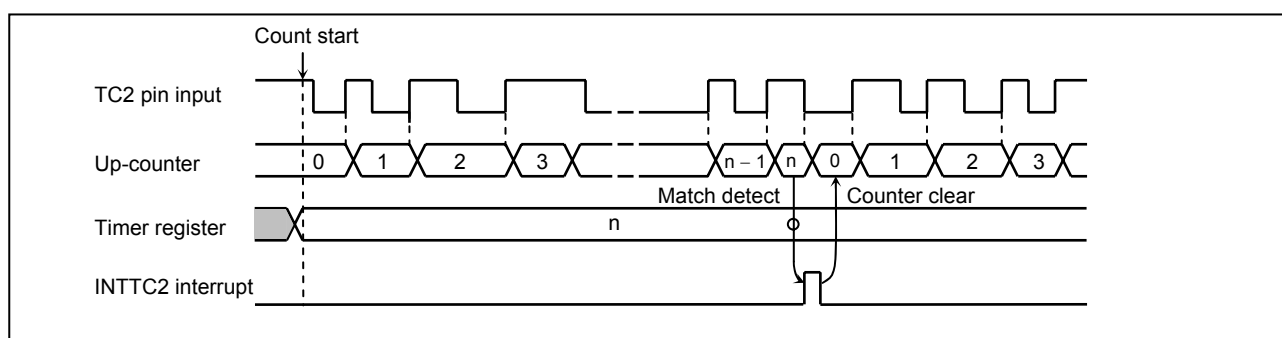 Count start
TC2 pin input
Up-counter
0 1 2 3 n − 1 n 0 1 2 3
Match detect Counter clear
Timer register
n
INTTC2 interrupt